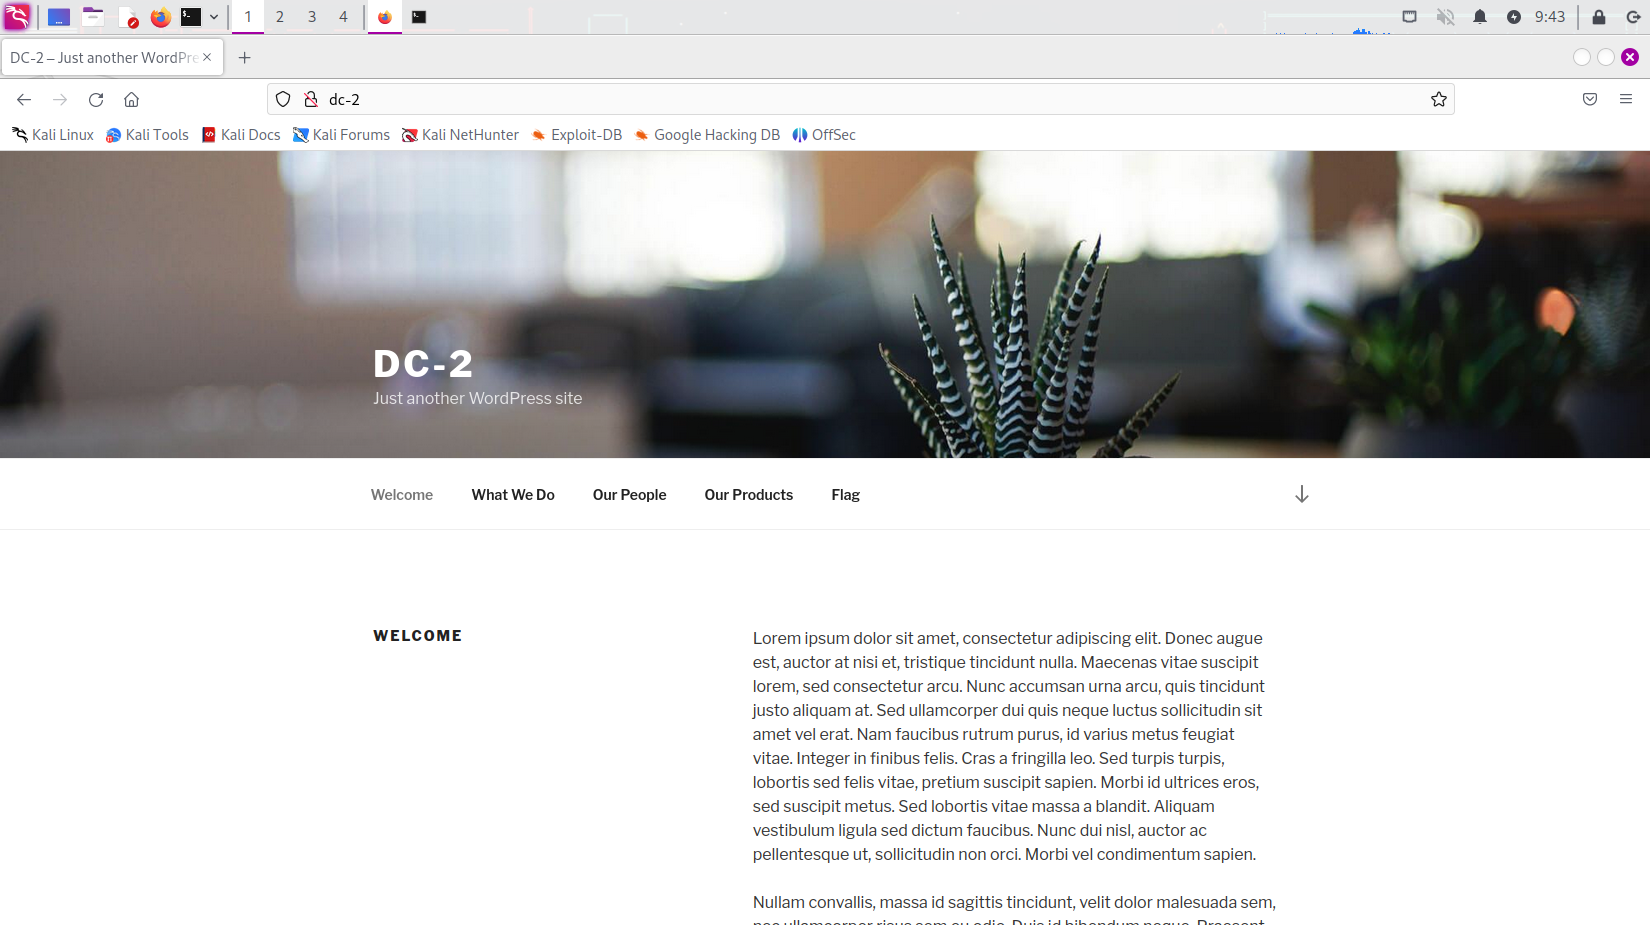 1 2 3 4 9:43
DC-2 – Just another WordPre
dc-2
Kali Linux Kali Tools Kali Docs Kali Forums Kali NetHunter Exploit-DB Google Hacking DB OffSec
DC-2
Just another WordPress site
Welcome What We Do Our People Our Products Flag
WELCOME
Lorem ipsum dolor sit amet, consectetur adipiscing elit. Donec augue
est, auctor at nisi et, tristique tincidunt nulla. Maecenas vitae suscipit
lorem, sed consectetur arcu. Nunc accumsan urna arcu, quis tincidunt
justo aliquam at. Sed ullamcorper dui quis neque luctus sollicitudin sit
amet vel erat. Nam faucibus rutrum purus, id varius metus feugiat
vitae. Integer in finibus felis. Cras a fringilla leo. Sed turpis turpis,
lobortis sed felis vitae, pretium suscipit sapien. Morbi id ultrices eros,
sed suscipit metus. Sed lobortis vitae massa a blandit. Aliquam
vestibulum ligula sed dictum faucibus. Nunc dui nisl, auctor ac
pellentesque ut, sollicitudin non orci. Morbi vel condimentum sapien.
Nullam convallis, massa id sagittis tincidunt, velit dolor malesuada sem,